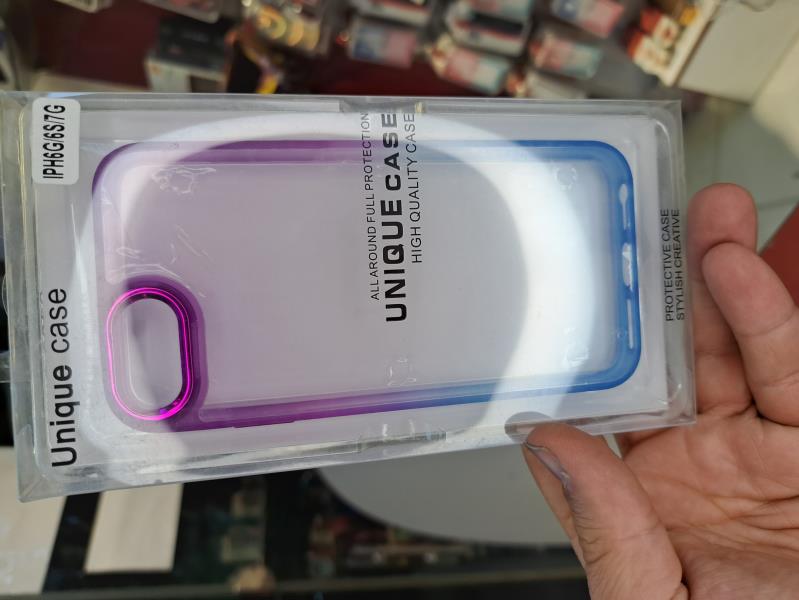 IPH6G/6S/7G
Unique case
ALL AROUND FULL PROTECTION
UNIQUE CASE
HIGH QUALITY CASE
PROTECTIVE CASE
STYLISH CREATIVE